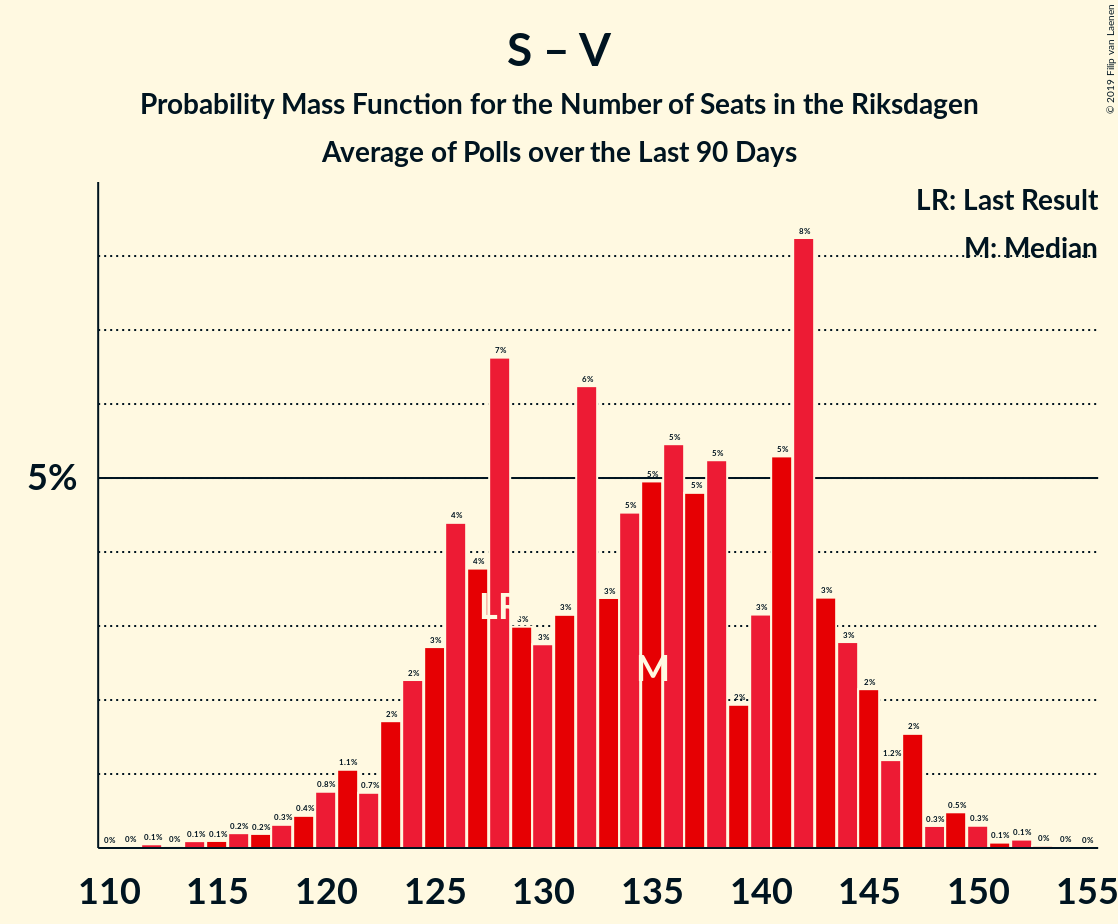 S – V
Probability Mass Function for the Number of Seats in the Riksdagen
Average of Polls over the Last 90 Days
© 2019 Filip van Laenen
LR: Last Result
M: Median
5%
0% 0% 0.1% 0% 0.1% 0.1% 0.2% 0.2% 0.3% 0.4% 0.8% 1.1% 0.7% 2% 2% 3% 4% 4% 7% 3% 3% 3% 6% 3% 5% 5% 5% 5% 5% 2% 3% 5% 8% 3% 3% 2% 1.2% 2% 0.3% 0.5% 0.3% 0.1% 0.1% 0% 0% 0%
LR
M
110 115 120 125 130 135 140 145 150 155